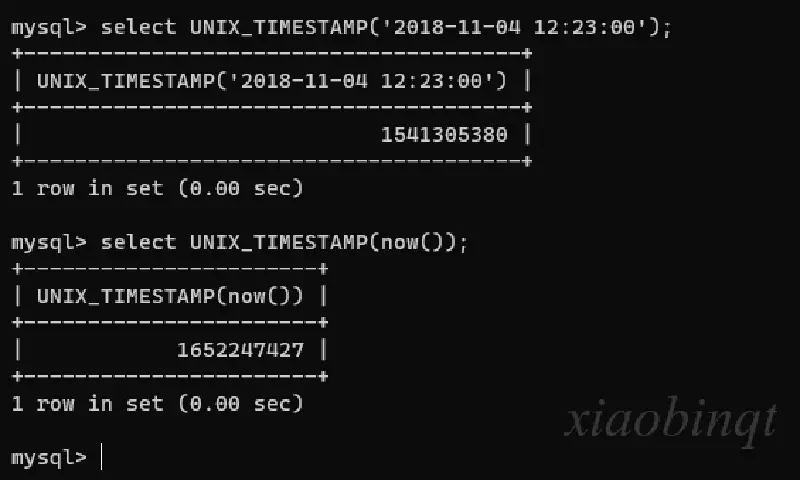 mysql> select UNIX_TIMESTAMP('2018-11-04 12:23:00');
+----------------------------------------+
| UNIX_TIMESTAMP('2018-11-04 12:23:00') |
+----------------------------------------+
| 1541305380 |
+----------------------------------------+
1 row in set (0.00 sec)
mysql> select UNIX_TIMESTAMP(now());
+-----------------------+
| UNIX_TIMESTAMP(now()) |
+-----------------------+
| 1652247427 |
+-----------------------+
1 row in set (0.00 sec)
xiaobinqt
mysql>